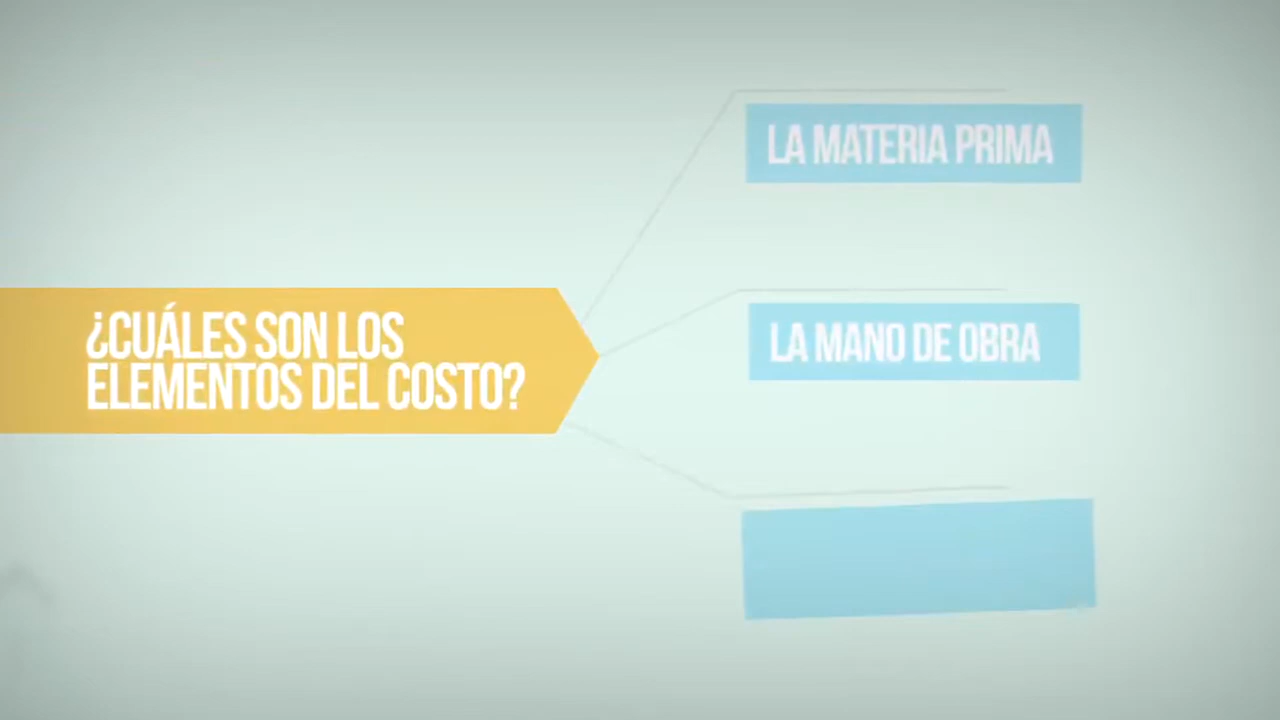 ¿CUÁLES SON LOS
ELEMENTOS DEL COSTO?
LA MATERIA PRIMA
LA MANO DE OBRA